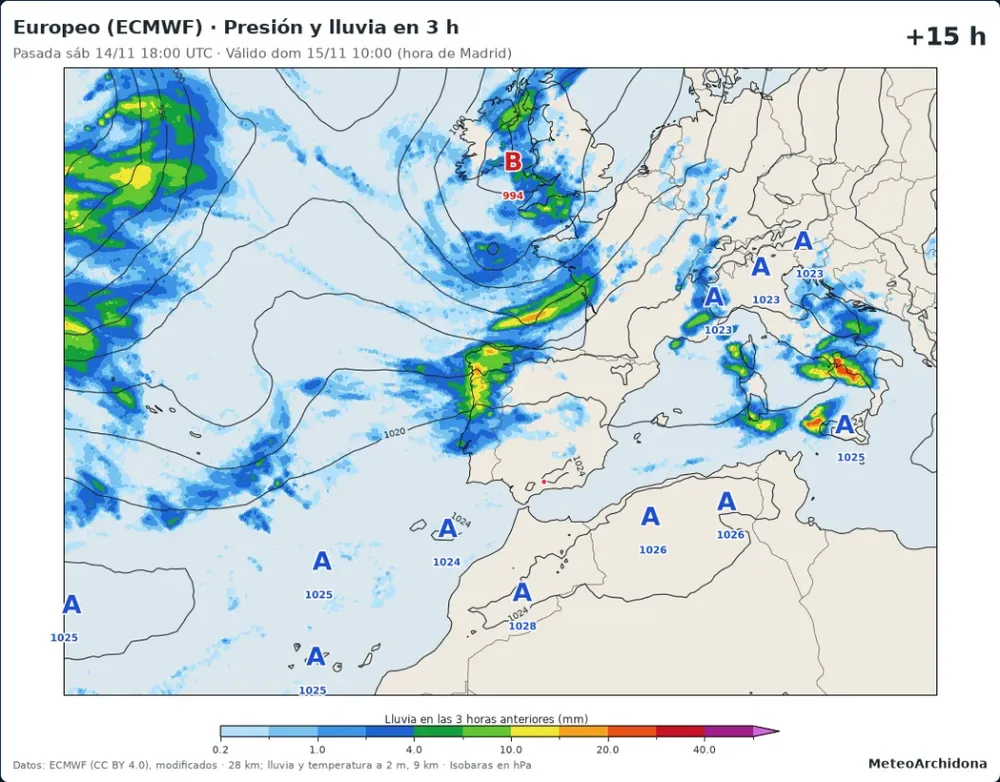 Europeo (ECMWF) · Presión y lluvia en 3 h
+15 h
Pasada sáb 14/11 18:00 UTC · Válido dom 15/11 10:00 (hora de Madrid)
B
994
A
1023
A
1023
A
1023
1020
1024
A
1025
1024
A
1024
A
1026
A
1026
A
1025
A
1024
1028
A
1025
A
1025
Lluvia en las 3 horas anteriores (mm)
0.2 1.0 4.0 10.0 20.0 40.0
Datos: ECMWF (CC BY 4.0), modificados · 28 km; lluvia y temperatura a 2 m, 9 km · Isobaras en hPa
MeteoArchidona